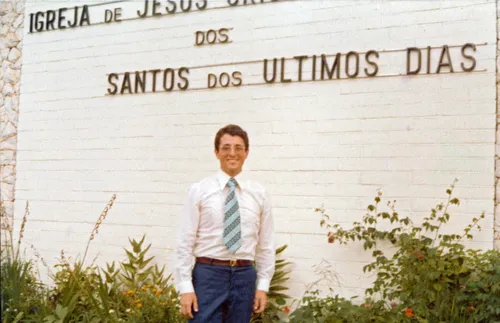 IGREJA DE JESUS
DOS
SANTOS DOS ULTIMOS DIAS